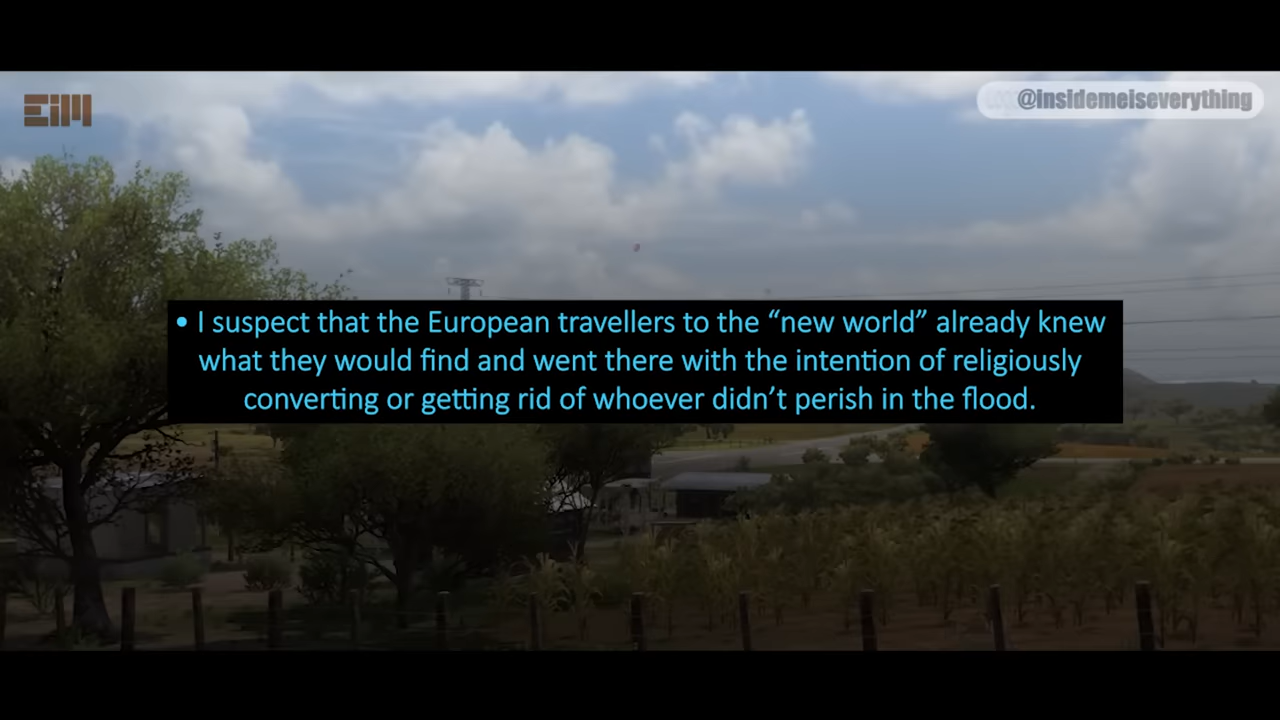 EiM
@insidemeiseverything
• I suspect that the European travellers to the “new world” already knew
what they would find and went there with the intention of religiously
converting or getting rid of whoever didn’t perish in the flood.